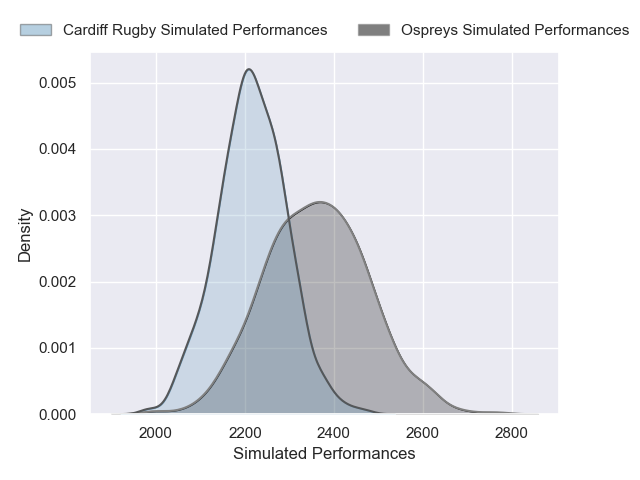 Cardiff Rugby Simulated Performances
Ospreys Simulated Performances
0.005
0.004
0.003
0.002
0.001
0.000
Density
2000
2200
2400
2600
2800
Simulated Performances